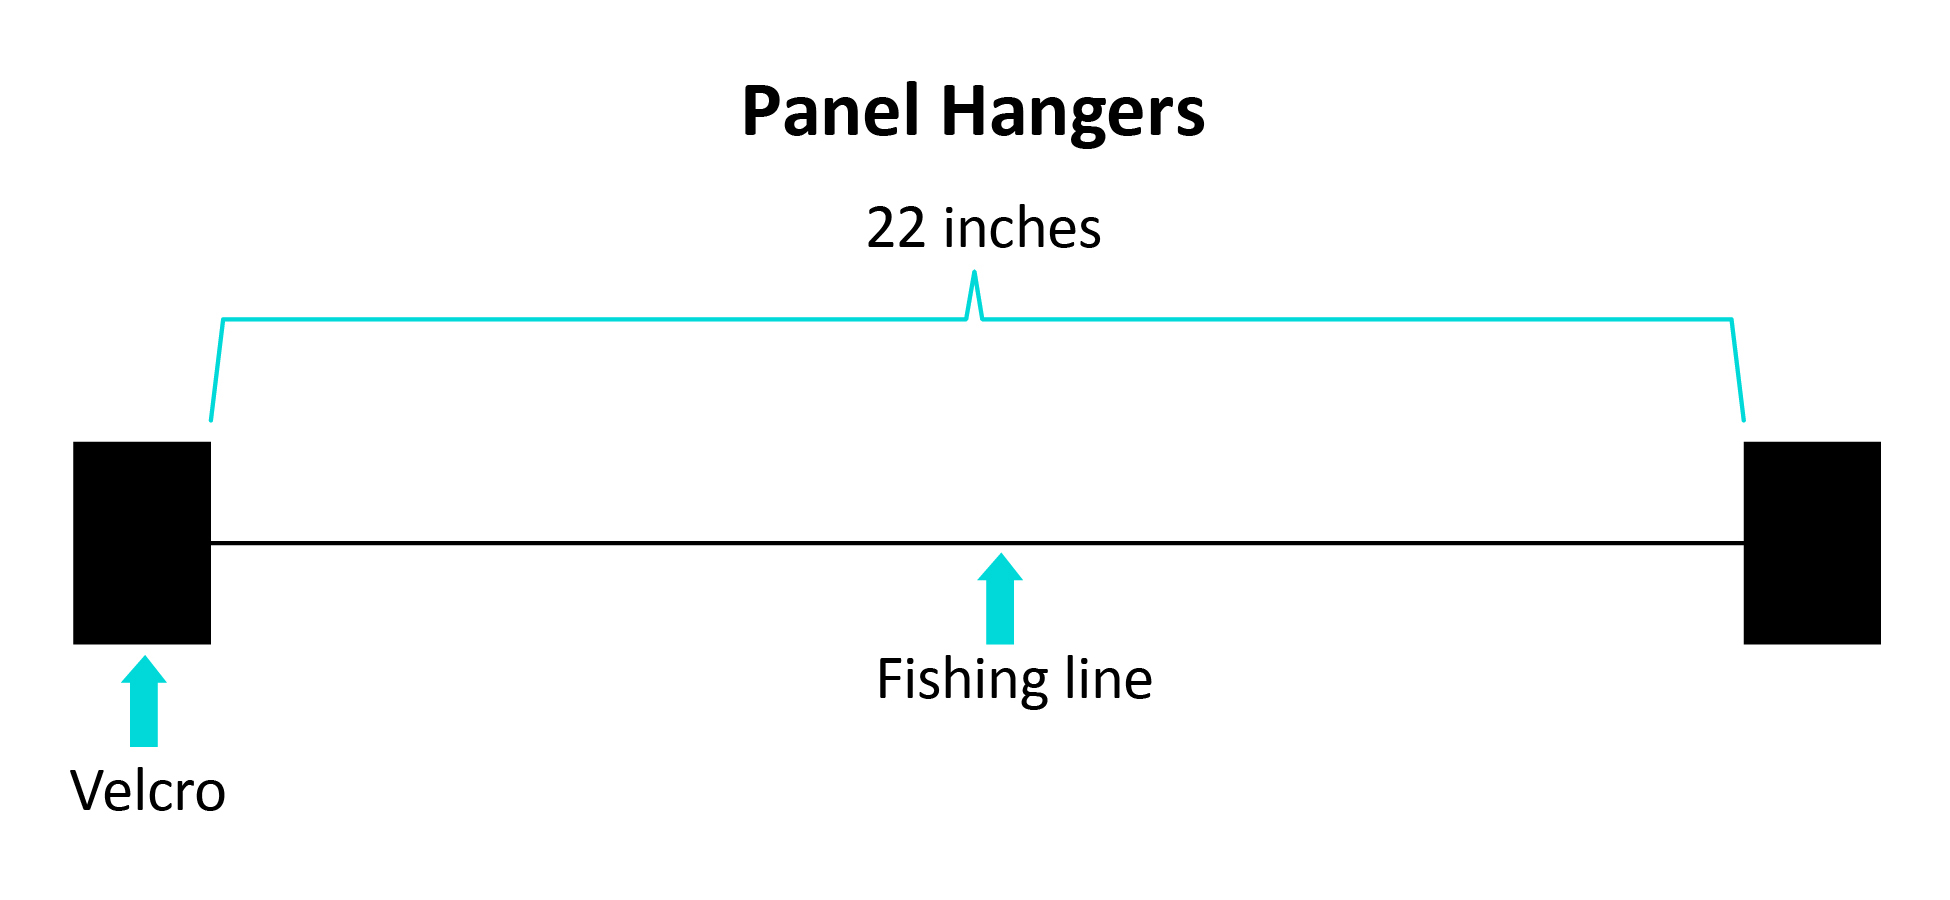 Panel Hangers
22 inches
Fishing line
Velcro